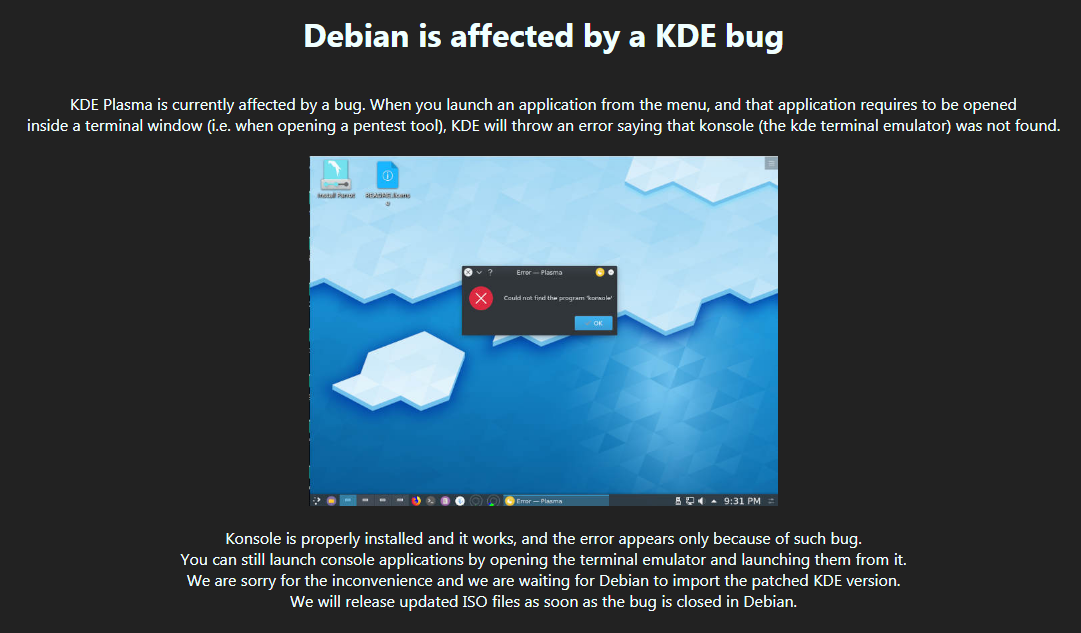 Debian is affected by a KDE bug
KDE Plasma is currently affected by a bug. When you launch an application from the menu, and that application requires to be opened
inside a terminal window (i.e. when opening a pentest tool), KDE will throw an error saying that konsole (the kde terminal emulator) was not found.
Install Parrot
README.license
Error — Plasma
Could not find the program 'konsole'
OK
Error — Plasma
9:31 PM
Konsole is properly installed and it works, and the error appears only because of such bug.
You can still launch console applications by opening the terminal emulator and launching them from it.
We are sorry for the inconvenience and we are waiting for Debian to import the patched KDE version.
We will release updated ISO files as soon as the bug is closed in Debian.